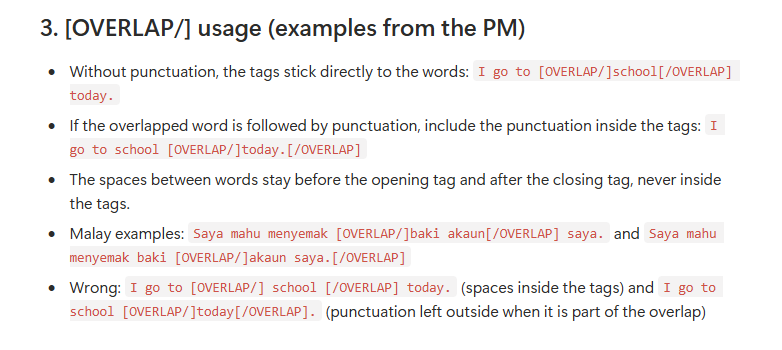 3. [OVERLAP/] usage (examples from the PM)
• Without punctuation, the tags stick directly to the words: I go to [OVERLAP/]school[/OVERLAP]
today.
• If the overlapped word is followed by punctuation, include the punctuation inside the tags: I
go to school [OVERLAP/]today.[/OVERLAP]
• The spaces between words stay before the opening tag and after the closing tag, never inside
the tags.
• Malay examples: Saya mahu menyemak [OVERLAP/]baki akaun[/OVERLAP] saya. and Saya mahu
menyemak baki [OVERLAP/]akaun saya.[/OVERLAP]
• Wrong: I go to [OVERLAP/] school [/OVERLAP] today. (spaces inside the tags) and I go to
school [OVERLAP/]today[/OVERLAP]. (punctuation left outside when it is part of the overlap)